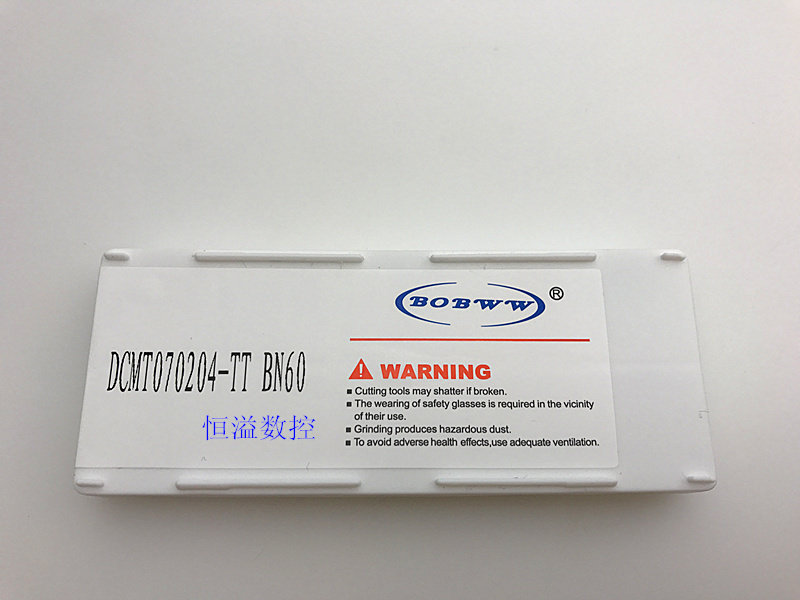 BOBWW®
DCMT070204-TT BN60
恒溢数控
WARNING
■ Cutting tools may shatter if broken.
■ The wearing of safety glasses is required in the vicinity
of their use.
■ Grinding produces hazardous dust.
■ To avoid adverse health effects,use adequate ventilation.